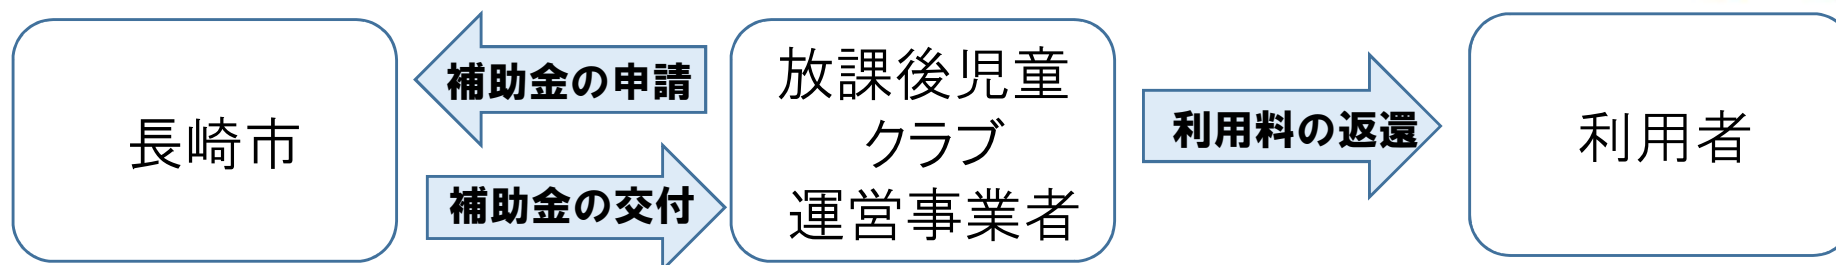 長崎市
補助金の申請
補助金の交付
放課後児童
クラブ
運営事業者
利用料の返還
利用者